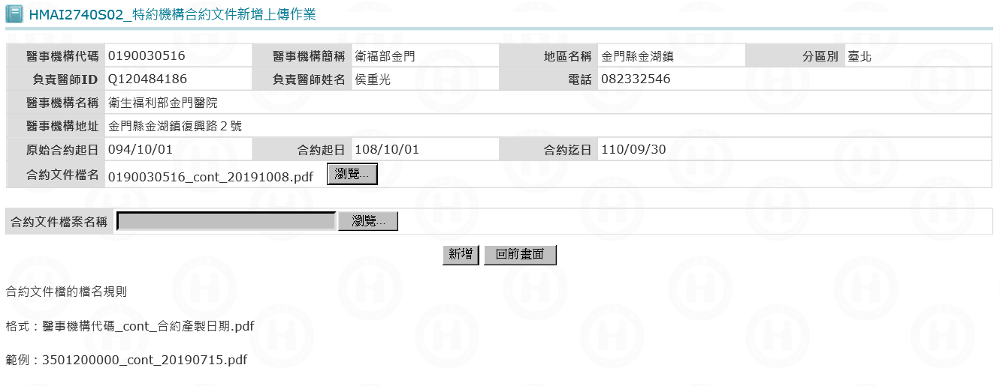 HMAI2740S02_特約機構合約文件新增上傳作業
醫事機構代碼 0190030516 醫事機構簡稱 衛福部金門 地區名稱 金門縣金湖鎮 分區別 臺北
負責醫師ID Q120484186 負責醫師姓名 侯重光 電話 082332546
醫事機構名稱 衛生福利部金門醫院
醫事機構地址 金門縣金湖鎮復興路２號
原始合約起日 094/10/01 合約起日 108/10/01 合約迄日 110/09/30
合約文件檔名 0190030516_cont_20191008.pdf 瀏覽...
合約文件檔案名稱 瀏覽...
新增 回前畫面
合約文件檔的檔名規則
格式：醫事機構代碼_cont_合約產製日期.pdf
範例：3501200000_cont_20190715.pdf